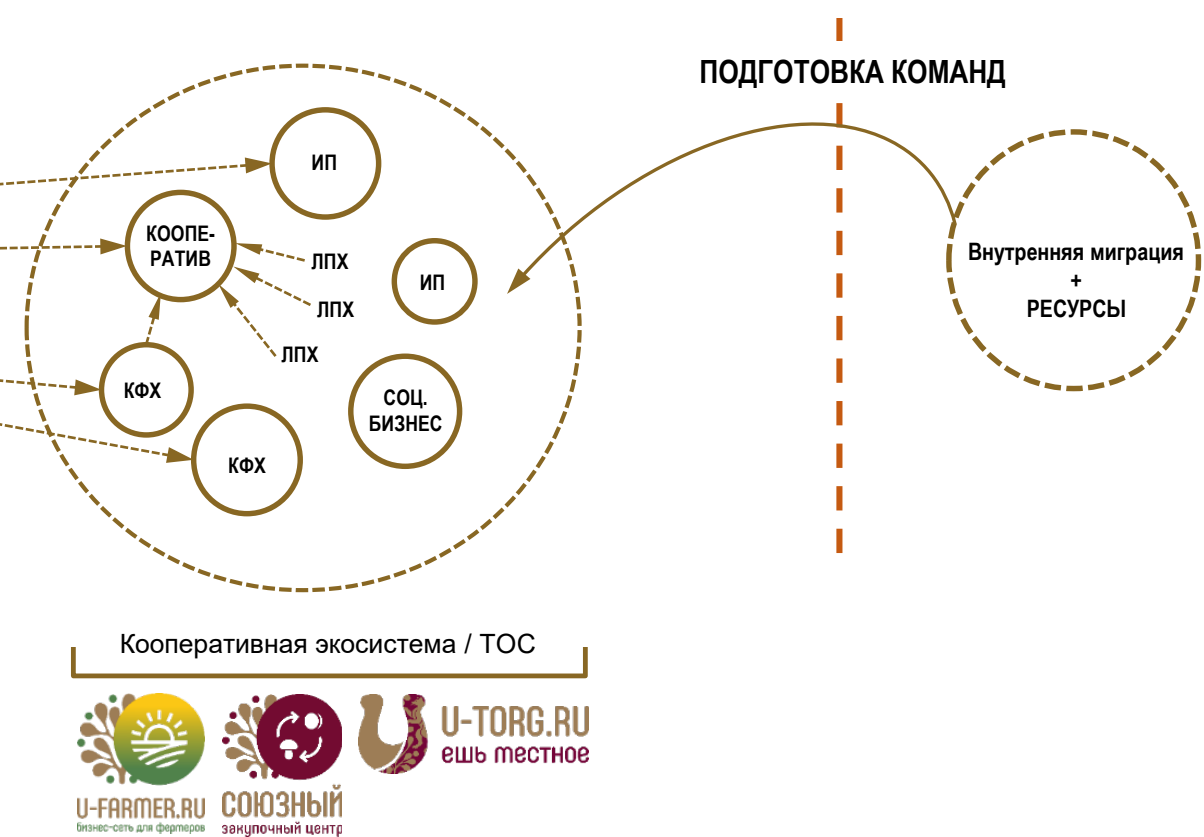 ПОДГОТОВКА КОМАНД
ИП
КООПЕ-
РАТИВ
ЛПХ
ИП
ЛПХ
ЛПХ
КФХ
СОЦ.
БИЗНЕС
КФХ
Внутренняя миграция
+
РЕСУРСЫ
Кооперативная экосистема / ТОС
U-FARMER.RU
бизнес-сеть для фермеров
СОЮЗНЫЙ
закупочный центр
U-TORG.RU
ешь местное